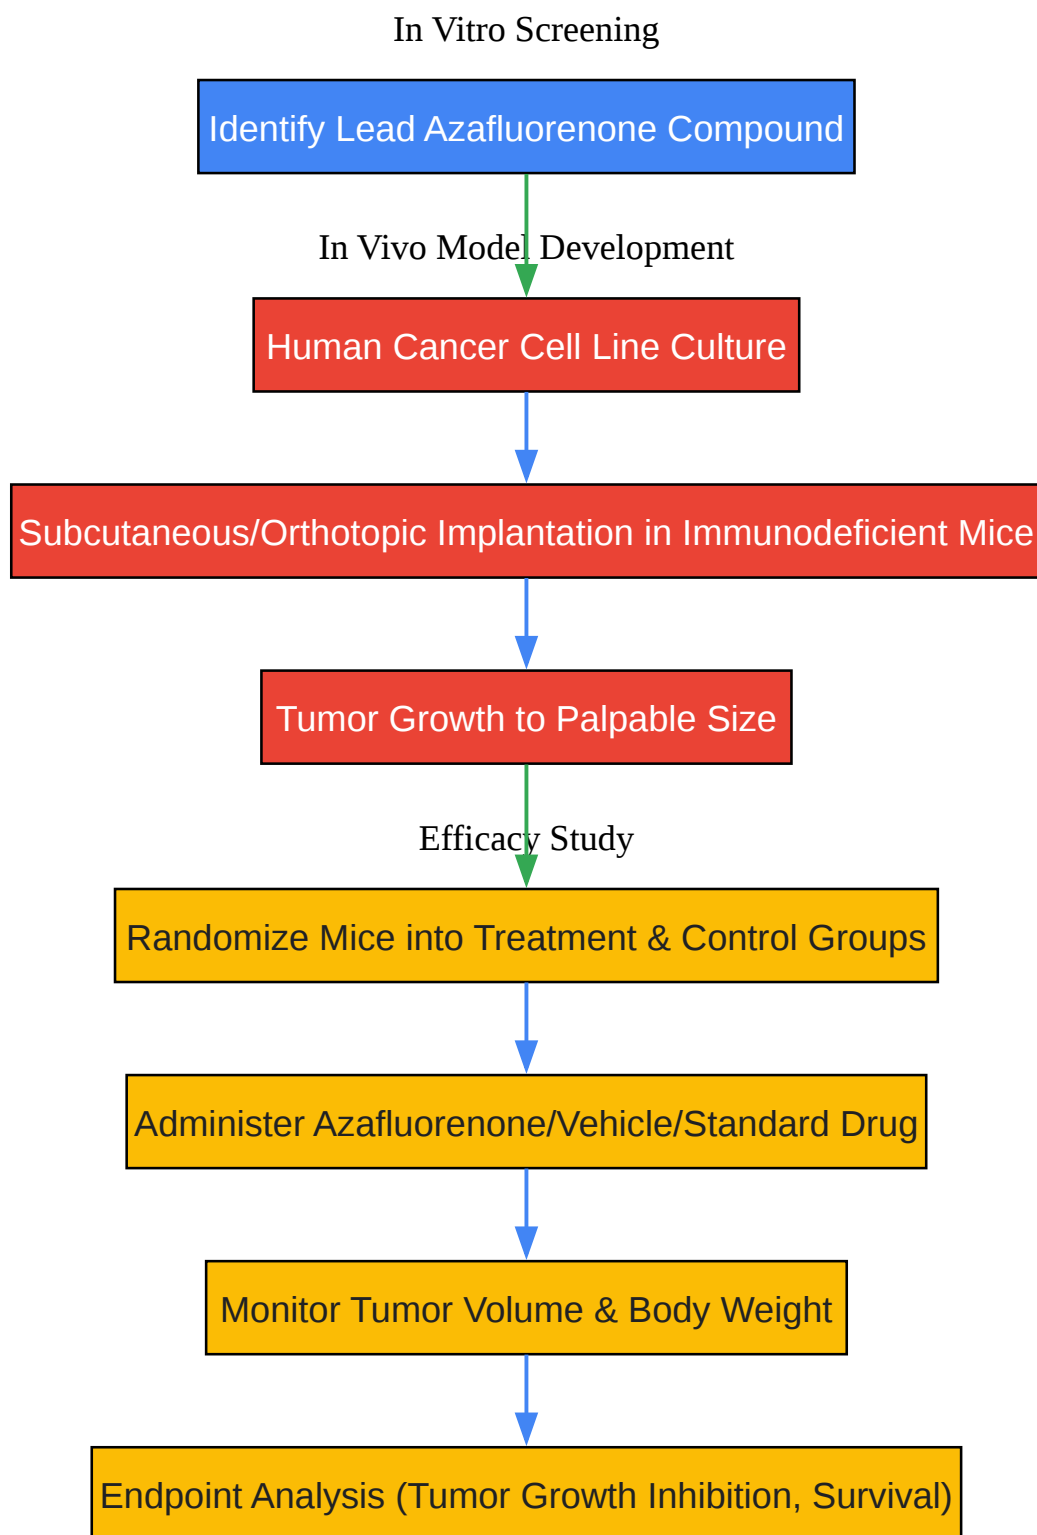 In Vitro Screening
Identify Lead Azafluorenone Compound
In Vivo Model Development
Human Cancer Cell Line Culture
Subcutaneous/Orthotopic Implantation in Immunodeficient Mice
Tumor Growth to Palpable Size
Efficacy Study
Randomize Mice into Treatment & Control Groups
Administer Azafluorenone/Vehicle/Standard Drug
Monitor Tumor Volume & Body Weight
Endpoint Analysis (Tumor Growth Inhibition, Survival)